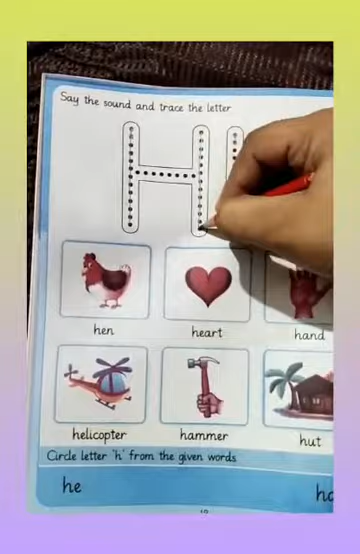 Say the sound and trace the letter
H
hen heart hand
helicopter hammer hut
Circle letter 'h' from the given words
he